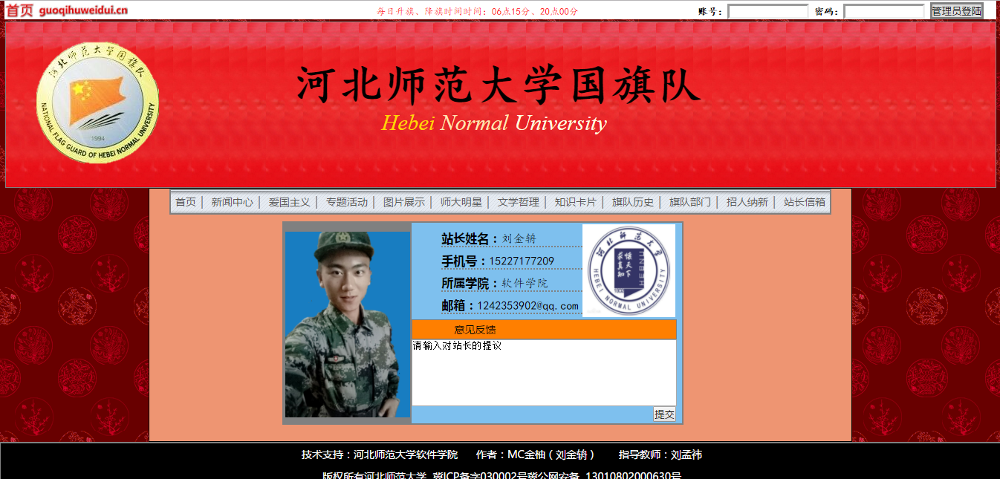 首页 guoqihuweidui.cn 每日升旗、降旗时间时间：06点15分、20点00分 账号： 密码： 管理员登陆
河北师范大学国旗队
NATIONAL FLAG GUARD OF HEBEI NORMAL UNIVERSITY
1994
河北师范大学国旗队
Hebei Normal University
首页 | 新闻中心 | 爱国主义 | 专题活动 | 图片展示 | 师大明星 | 文学哲理 | 知识卡片 | 旗队历史 | 旗队部门 | 招人纳新 | 站长信箱
站长姓名：刘金锛
手机号：15227177209
所属学院：软件学院
邮箱：1242353902@qq.com
河北师范大学
怀天下
求真知
HEBNU
HEBEI NORMAL UNIVERSITY
意见反馈
请输入对站长的提议
提交
技术支持：河北师范大学软件学院 作者：MC金柚（刘金锛） 指导教师：刘孟祎
版权所有河北师范大学 冀ICP备字030002号冀公网安备 13010802000630号